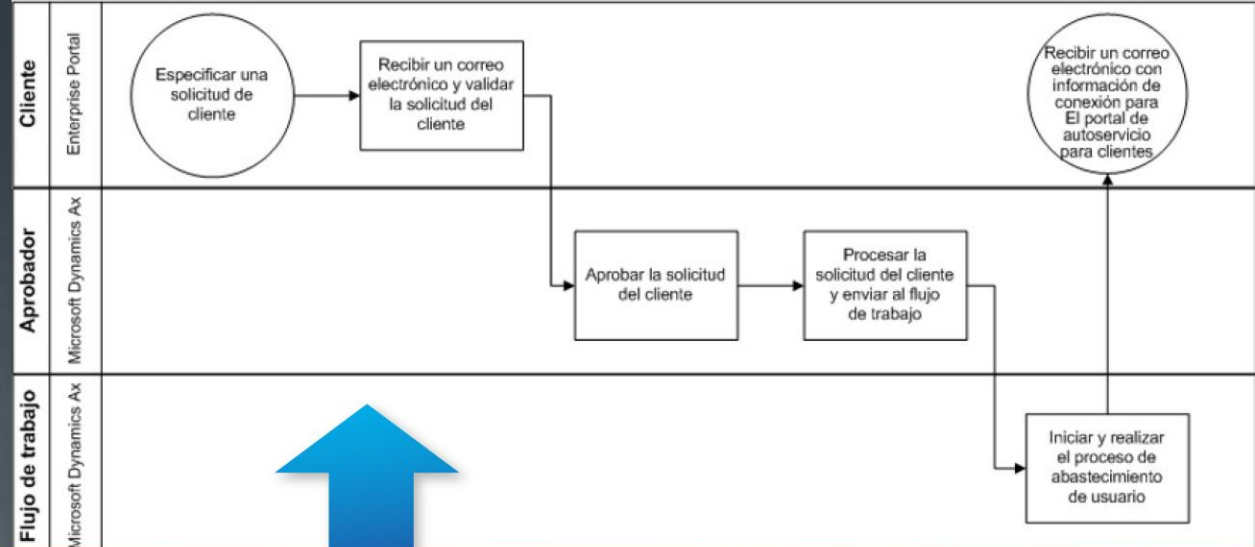 Cliente
Enterprise Portal
Especificar una
solicitud de
cliente
Recibir un correo
electrónico y validar
la solicitud del
cliente
Recibir un correo
electrónico con
información de
conexión para
El portal de
autoservicio
para clientes
Aprobador
Microsoft Dynamics Ax
Aprobar la solicitud
del cliente
Procesar la
solicitud del cliente
y enviar al flujo
de trabajo
Flujo de trabajo
Microsoft Dynamics Ax
Iniciar y realizar
el proceso de
abastecimiento
de usuario